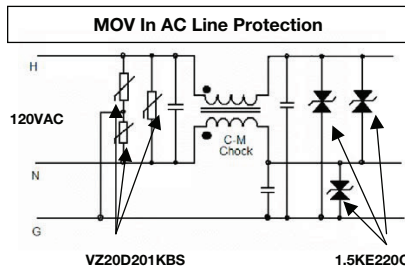 MOV In AC Line Protection
H
120VAC
C-M
Chock
N
G
VZ20D201KBS
1.5KE220C